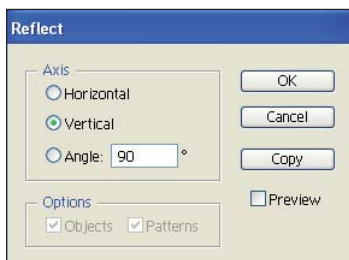 Reflect
Axis
Horizontal
Vertical
Angle: 90 °
OK
Cancel
Copy
Preview
Options
Objects Patterns